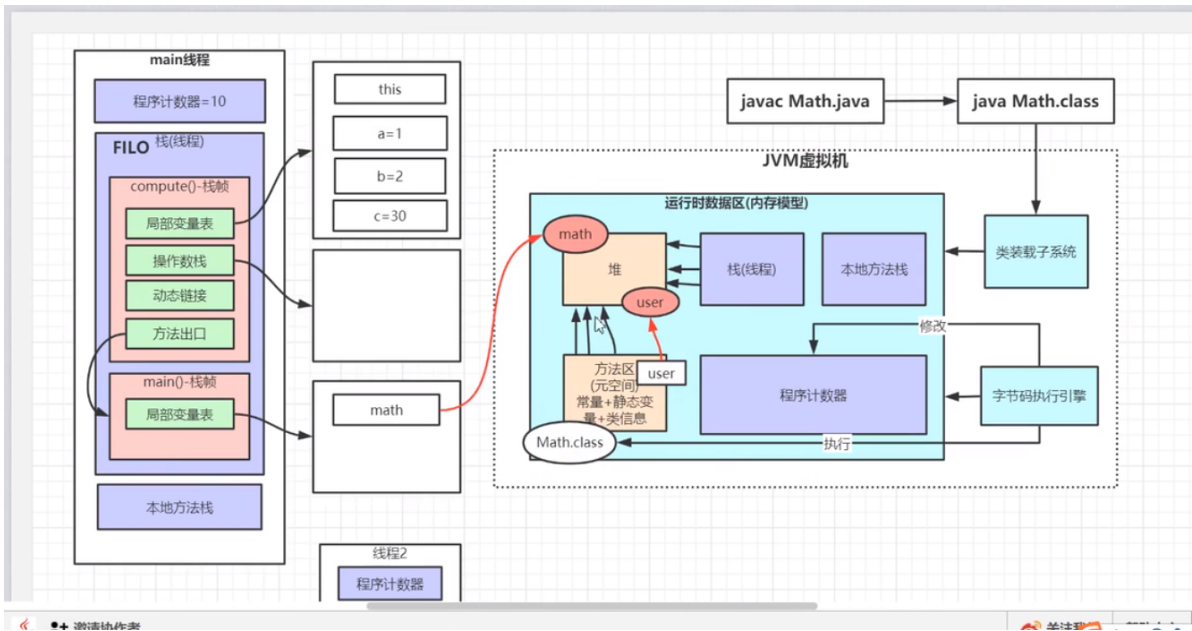 main线程
程序计数器=10
栈(线程)
FILO
compute()-栈帧
局部变量表
操作数栈
动态链接
方法出口
main()-栈帧
局部变量表
本地方法栈
this
a=1
b=2
c=30
math
线程2
程序计数器
javac Math.java
java Math.class
JVM虚拟机
运行时数据区(内存模型)
math
堆
user
栈(线程)
本地方法栈
类装载子系统
修改
方法区
(元空间)
常量+静态变
量+类信息
user
程序计数器
字节码执行引擎
Math.class
执行
邀请协作者